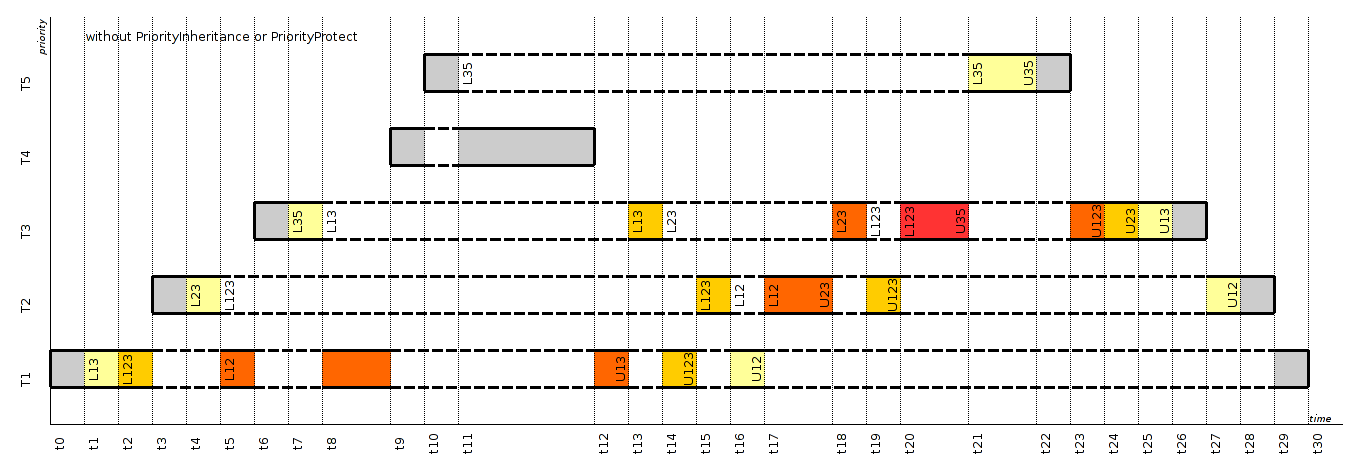 priority
without PriorityInheritance or PriorityProtect
T5
L35
L35
U35
T4
T3
L35
L13
L13
L23
L23
L123
L123
U35
U123
U23
U13
T2
L23
L123
L123
L12
L12
U23
U123
U12
T1
L13
L123
L12
U13
U123
U12
time
t0 t1 t2 t3 t4 t5 t6 t7 t8 t9 t10 t11 t12 t13 t14 t15 t16 t17 t18 t19 t20 t21 t22 t23 t24 t25 t26 t27 t28 t29 t30